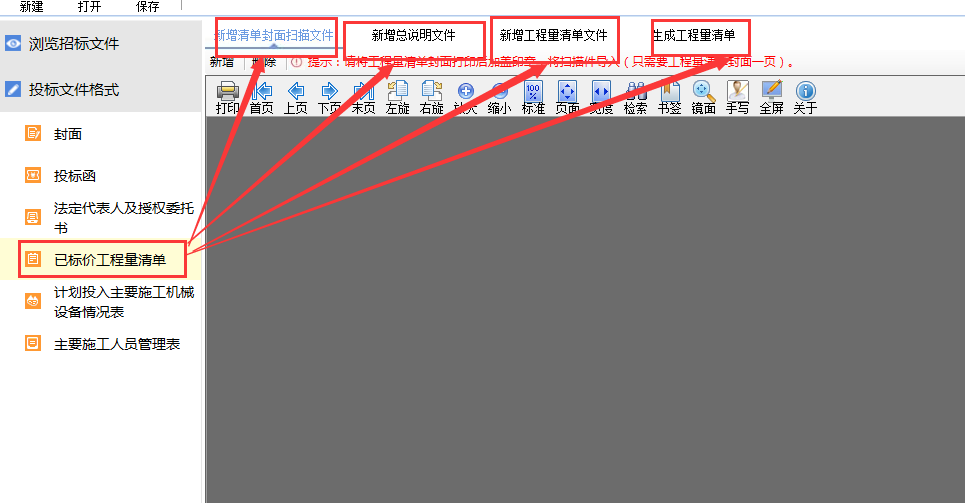 新建 打开 保存
浏览招标文件
投标文件格式
封面
投标函
法定代表人及授权委托
书
已标价工程量清单
计划投入主要施工机械
设备情况表
主要施工人员管理表
新增清单封面扫描文件 新增总说明文件 新增工程量清单文件 生成工程量清单
新增 删除 提示：请将工程量清单封面打印后加盖印章，将扫描件导入（只需要工程量清单封面一页）。
打印 首页 上页 下页 末页 左旋 右旋 放大 缩小 标准 页面 宽度 检索 书签 镜面 手写 全屏 关于